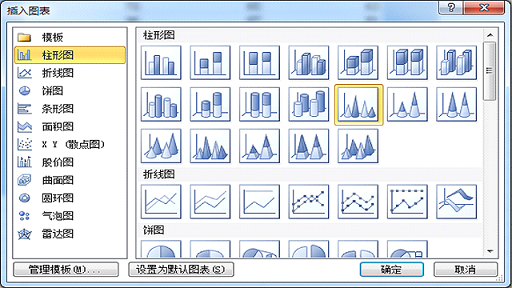 插入图表
模板
柱形图
折线图
饼图
条形图
面积图
X Y (散点图)
股价图
曲面图
圆环图
气泡图
雷达图
柱形图
折线图
饼图
管理模板(M)...
设置为默认图表(S)
确定
取消